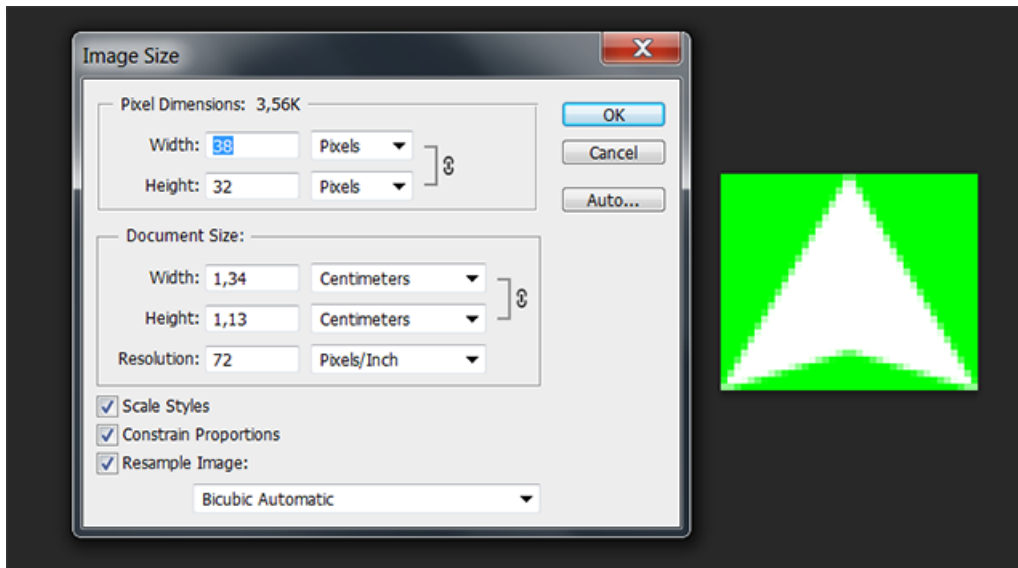 Image Size
Pixel Dimensions: 3,56K
OK
Width: 38 Pixels
Cancel
Height: 32 Pixels
Auto...
Document Size:
Width: 1,34 Centimeters
Height: 1,13 Centimeters
Resolution: 72 Pixels/Inch
Scale Styles
Constrain Proportions
Resample Image:
Bicubic Automatic